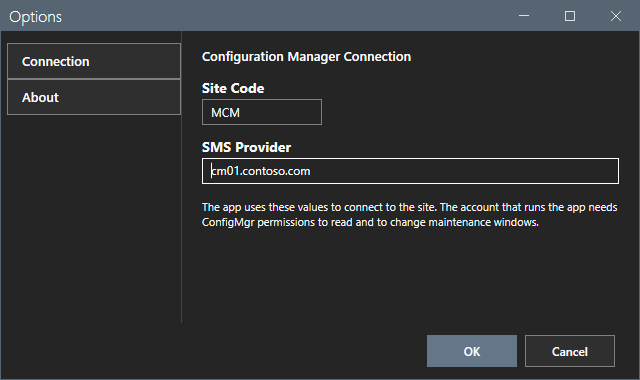 Options
Connection
About
Configuration Manager Connection
Site Code
MCM
SMS Provider
cm01.contoso.com
The app uses these values to connect to the site. The account that runs the app needs
ConfigMgr permissions to read and to change maintenance windows.
OK
Cancel